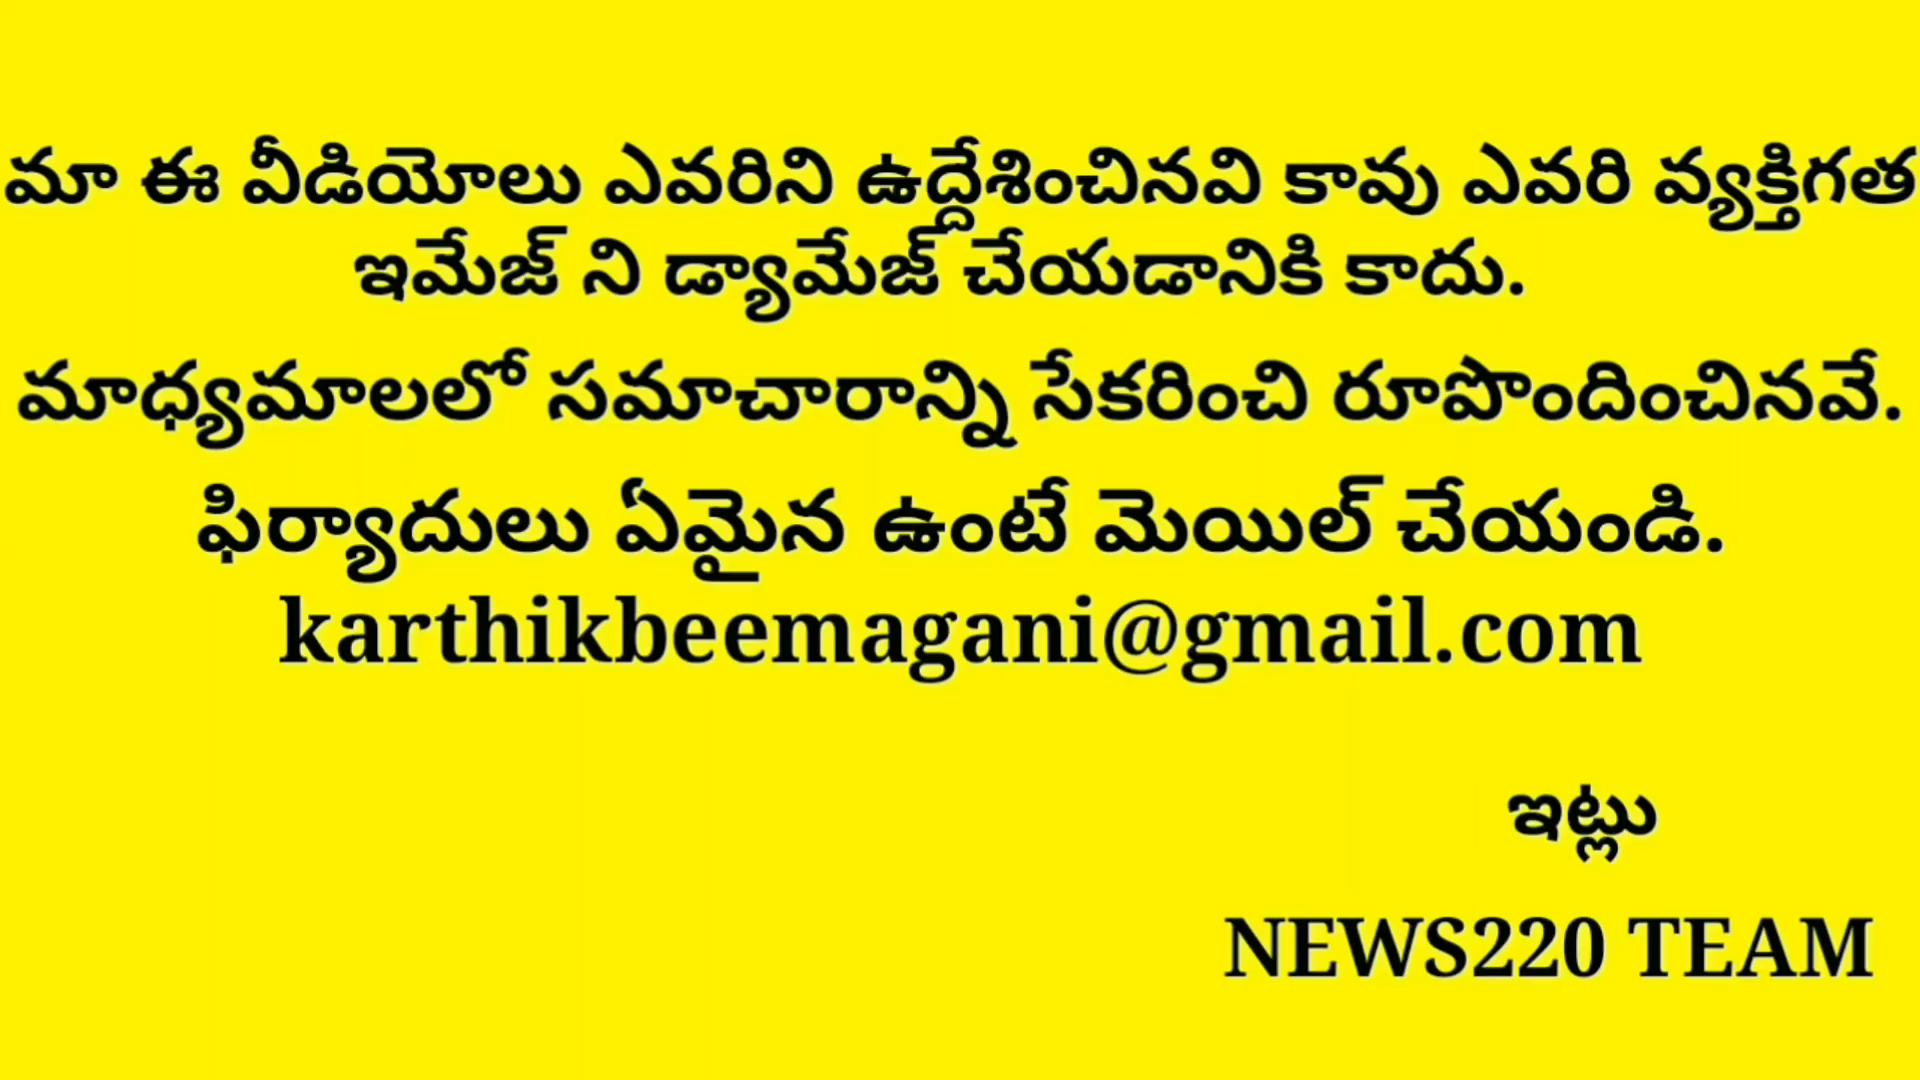 మా ఈ వీడియోలు ఎవరిని ఉద్దేశించినవి కావు ఎవరి వ్యక్తిగత
ఇమేజ్ ని డ్యామేజ్ చేయడానికి కాదు.
మాధ్యమాలలో సమాచారాన్ని సేకరించి రూపొందించినవే.
ఫిర్యాదులు ఏమైన ఉంటే మెయిల్ చేయండి.
karthikbeemagani@gmail.com
ఇట్లు
NEWS220 TEAM